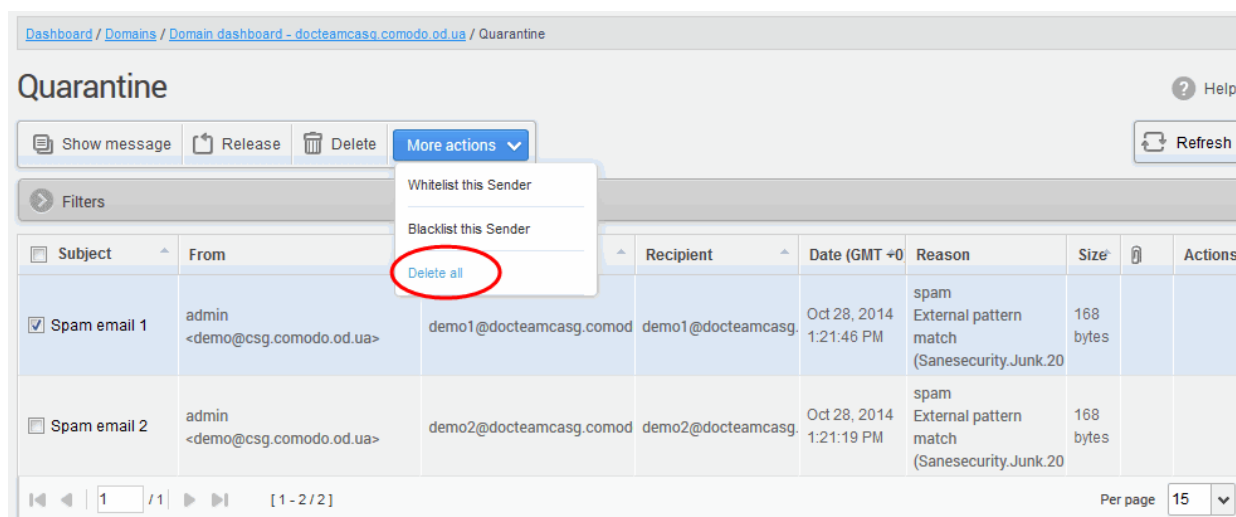 Dashboard / Domains / Domain dashboard - docteamcasg.comodo.od.ua / Quarantine
Quarantine
Help
Show message
Release
Delete
More actions
Refresh
Whitelist this Sender
Blacklist this Sender
Delete all
Filters
Subject From Recipient Date (GMT +0 Reason Size Actions
Spam email 1
admin
<demo@csg.comodo.od.ua>
demo1@docteamcasg.comod
demo1@docteamcasg.
Oct 28, 2014
1:21:46 PM
spam
External pattern
match
(Sanesecurity.Junk.20
168
bytes
Spam email 2
admin
<demo@csg.comodo.od.ua>
demo2@docteamcasg.comod
demo2@docteamcasg.
Oct 28, 2014
1:21:19 PM
spam
External pattern
match
(Sanesecurity.Junk.20
168
bytes
1 / 1 [ 1 - 2 / 2 ] Per page 15